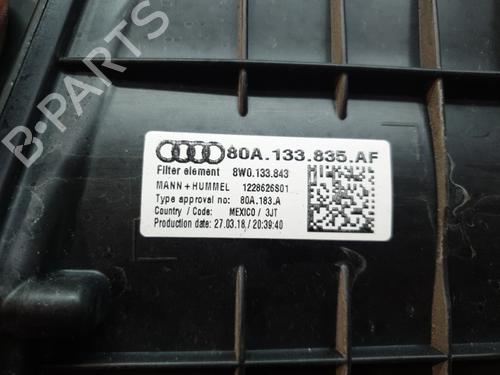 B-PARTS
80A.133.835.AF
Filter element 8W0.133.843
MANN+HUMMEL 1228626S01
Type approval no: 80A.183.A
Country / Code: MEXICO / 3JT
Production date: 27.03.18 / 20:39:40